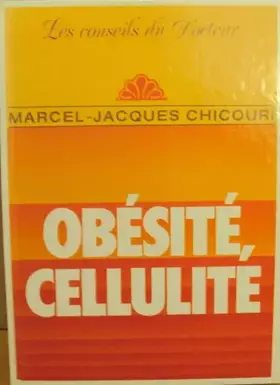 Les conseils du Docteur
MARCEL-JACQUES CHICOURI
OBÉSITÉ,
CELLULITÉ